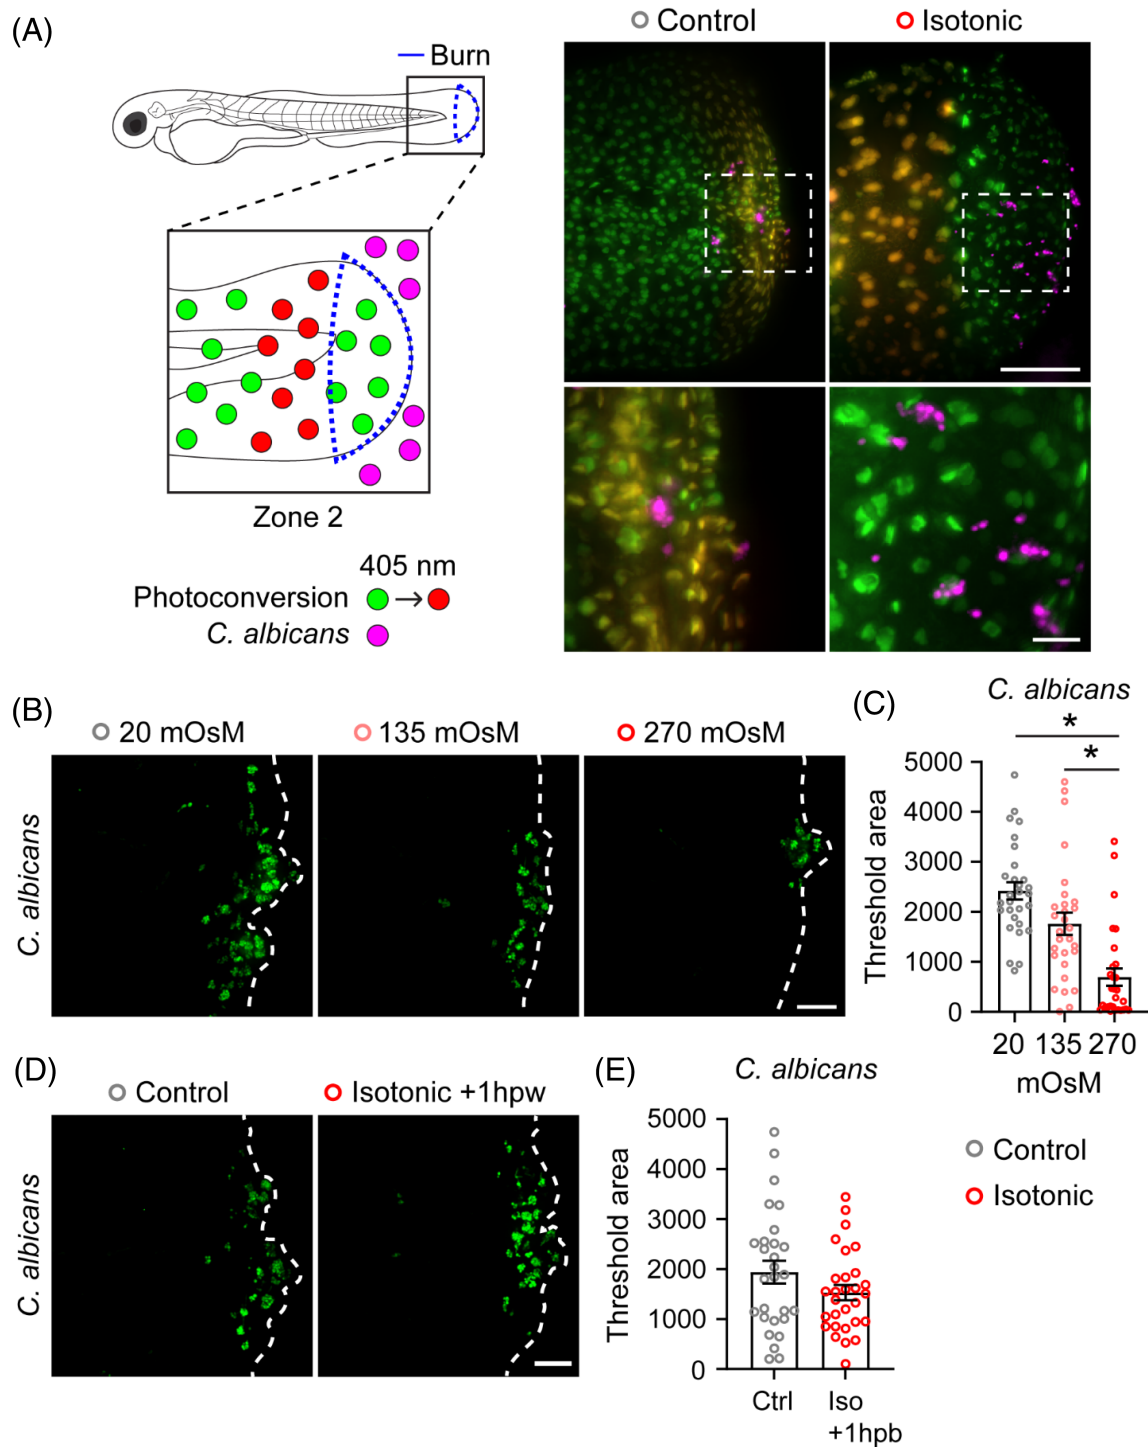 (A)
Burn
Control
Isotonic
Zone 2
405 nm
Photoconversion
C. albicans
(B)
20 mOsM
135 mOsM
270 mOsM
C. albicans
(C)
C. albicans
*
*
Threshold area
5000
4000
3000
2000
1000
0
20 135 270
mOsM
(D)
Control
Isotonic +1hpw
C. albicans
(E)
C. albicans
Threshold area
5000
4000
3000
2000
1000
0
Ctrl
Iso
+1hpb
Control
Isotonic